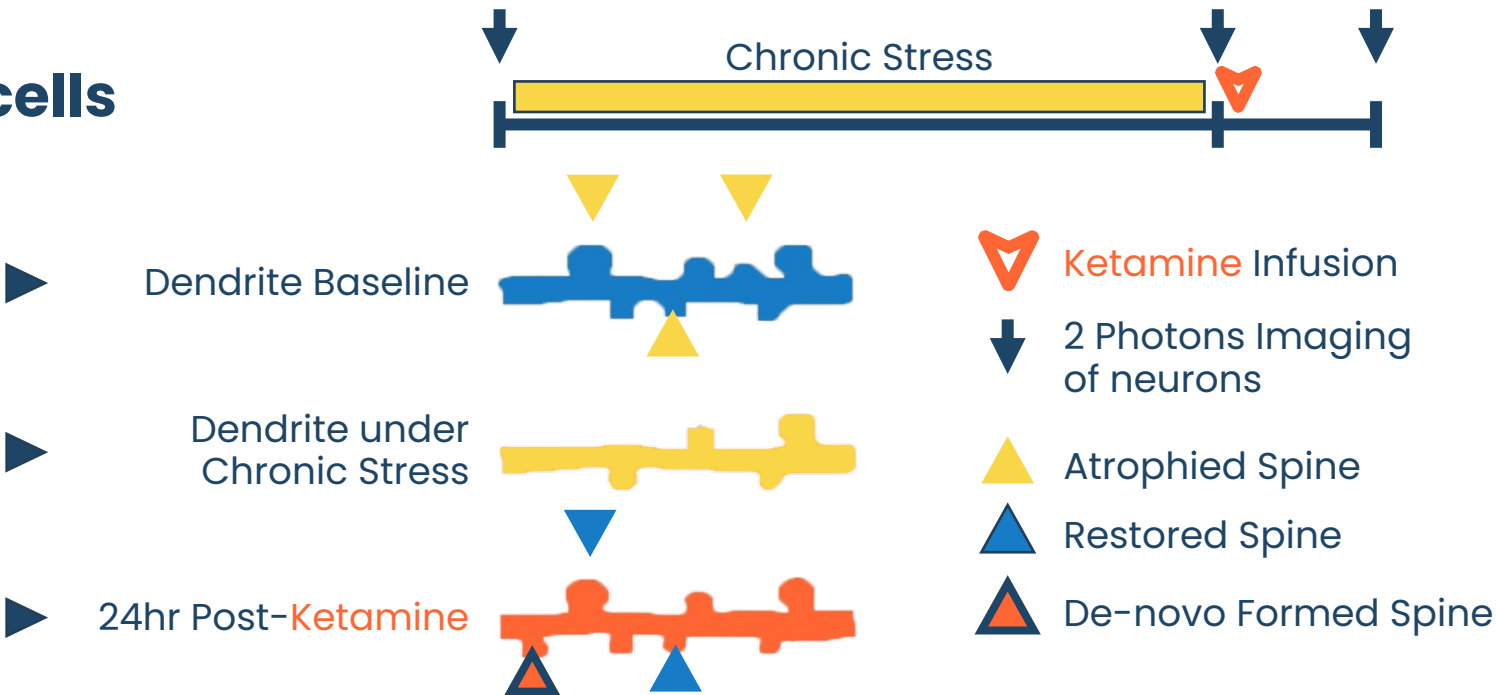 cells
Chronic Stress
Dendrite Baseline
Dendrite under
Chronic Stress
24hr Post-Ketamine
Ketamine Infusion
2 Photons Imaging
of neurons
Atrophied Spine
Restored Spine
De-novo Formed Spine